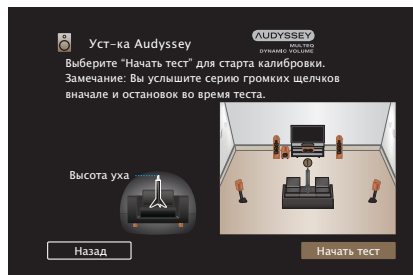 Уст-ка Audyssey
AUDYSSEY
MULTEQ
DYNAMIC VOLUME
Выберите “Начать тест” для старта калибровки.
Замечание: Вы услышите серию громких щелчков
вначале и остановок во время теста.
Высота уха
Назад
Начать тест